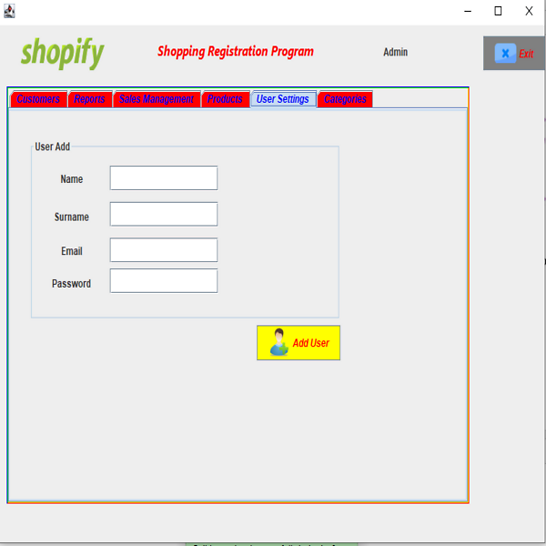 shopify
Shopping Registration Program
Admin
X Exit
Customers Reports Sales Management Products User Settings Categories
User Add
Name
Surname
Email
Password
Add User